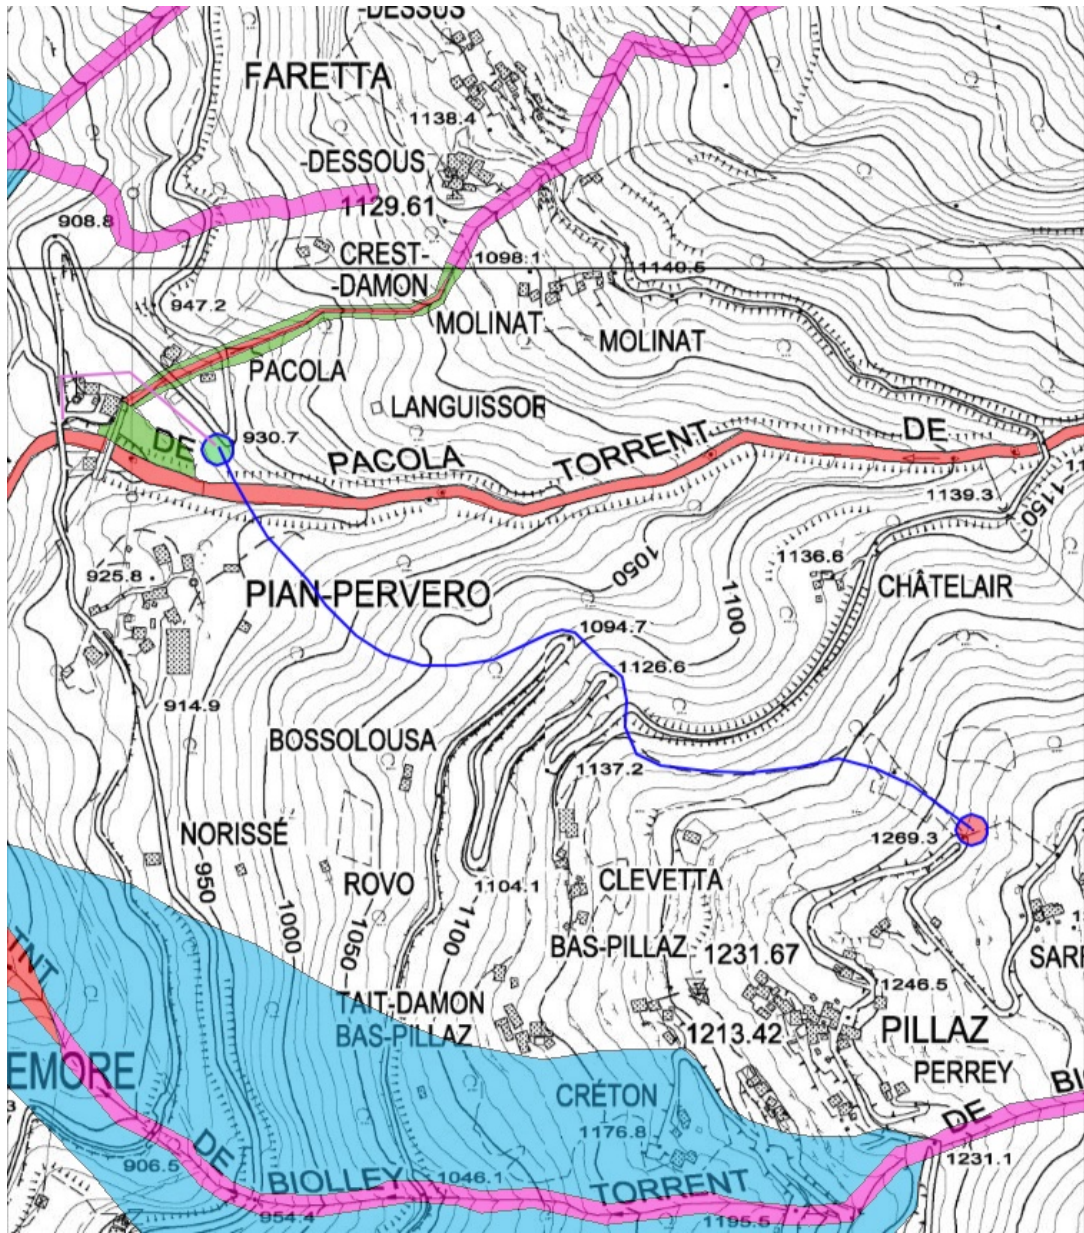 -DESSUS
FARETTA
1138.4
-DESSOUS
1129.61
908.8
CREST-
-DAMON
1098.1
1140.5
947.2
MOLINAT
MOLINAT
PACOLA
LANGUISSOR
930.7
DE
PACOLA
TORRENT
DE
1139.3
1150
1050
1136.6
925.8
PIAN-PERVERO
1100
CHÂTELAIR
1094.7
1126.6
914.9
BOSSOLOUSA
1137.2
NORISSÉ
1269.3
950
ROVO
1104.1
CLEVETTA
1000
1050
1100
BAS-PILLAZ
1231.67
1246.5
TAIT-DAMON
BAS-PILLAZ
1213.42
PILLAZ
EMORE
PERREY
CRÉTON
1176.8
DE
906.5
DE
1231.1
BIOLLEY
1046.1
TORRENT
954.4
1195.5